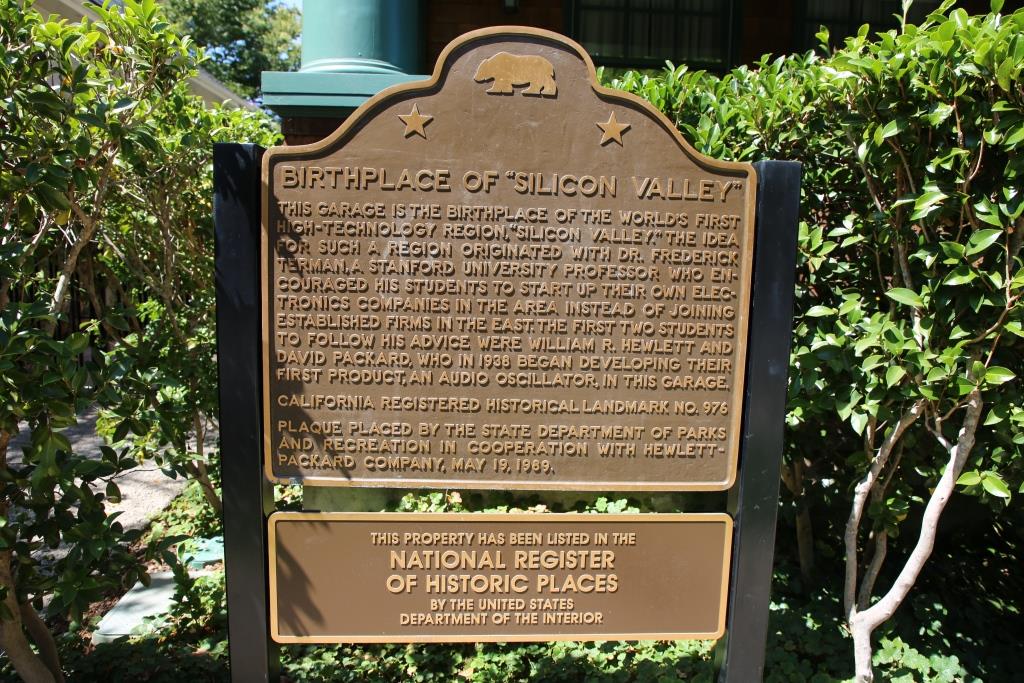 BIRTHPLACE OF "SILICON VALLEY"
THIS GARAGE IS THE BIRTHPLACE OF THE WORLD'S FIRST
HIGH-TECHNOLOGY REGION, "SILICON VALLEY." THE IDEA
FOR SUCH A REGION ORIGINATED WITH DR. FREDERICK
TERMAN, A STANFORD UNIVERSITY PROFESSOR WHO EN-
COURAGED HIS STUDENTS TO START UP THEIR OWN ELEC-
TRONICS COMPANIES IN THE AREA INSTEAD OF JOINING
ESTABLISHED FIRMS IN THE EAST. THE FIRST TWO STUDENTS
TO FOLLOW HIS ADVICE WERE WILLIAM R. HEWLETT AND
DAVID PACKARD, WHO IN 1938 BEGAN DEVELOPING THEIR
FIRST PRODUCT, AN AUDIO OSCILLATOR, IN THIS GARAGE.
CALIFORNIA REGISTERED HISTORICAL LANDMARK NO. 976
PLAQUE PLACED BY THE STATE DEPARTMENT OF PARKS
AND RECREATION IN COOPERATION WITH HEWLETT-
PACKARD COMPANY, MAY 19, 1989.
THIS PROPERTY HAS BEEN LISTED IN THE
NATIONAL REGISTER
OF HISTORIC PLACES
BY THE UNITED STATES
DEPARTMENT OF THE INTERIOR